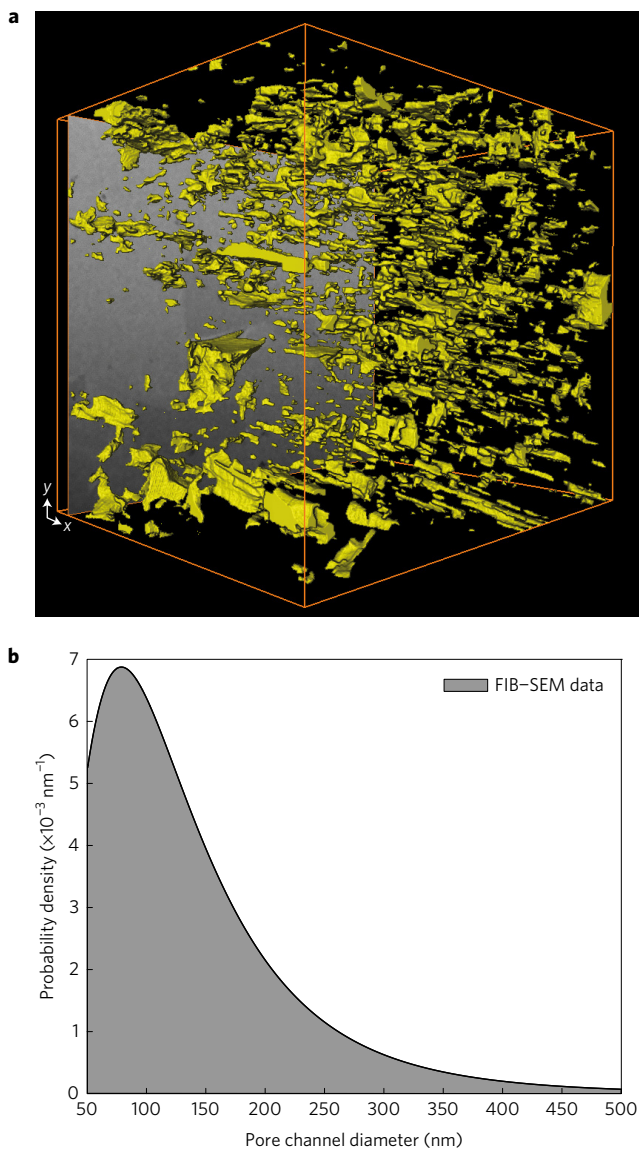 a
y
x
b
7
6
5
4
3
2
1
0
Probability density (×10⁻³ nm⁻¹)
FIB–SEM data
50 100 150 200 250 300 350 400 450 500
Pore channel diameter (nm)